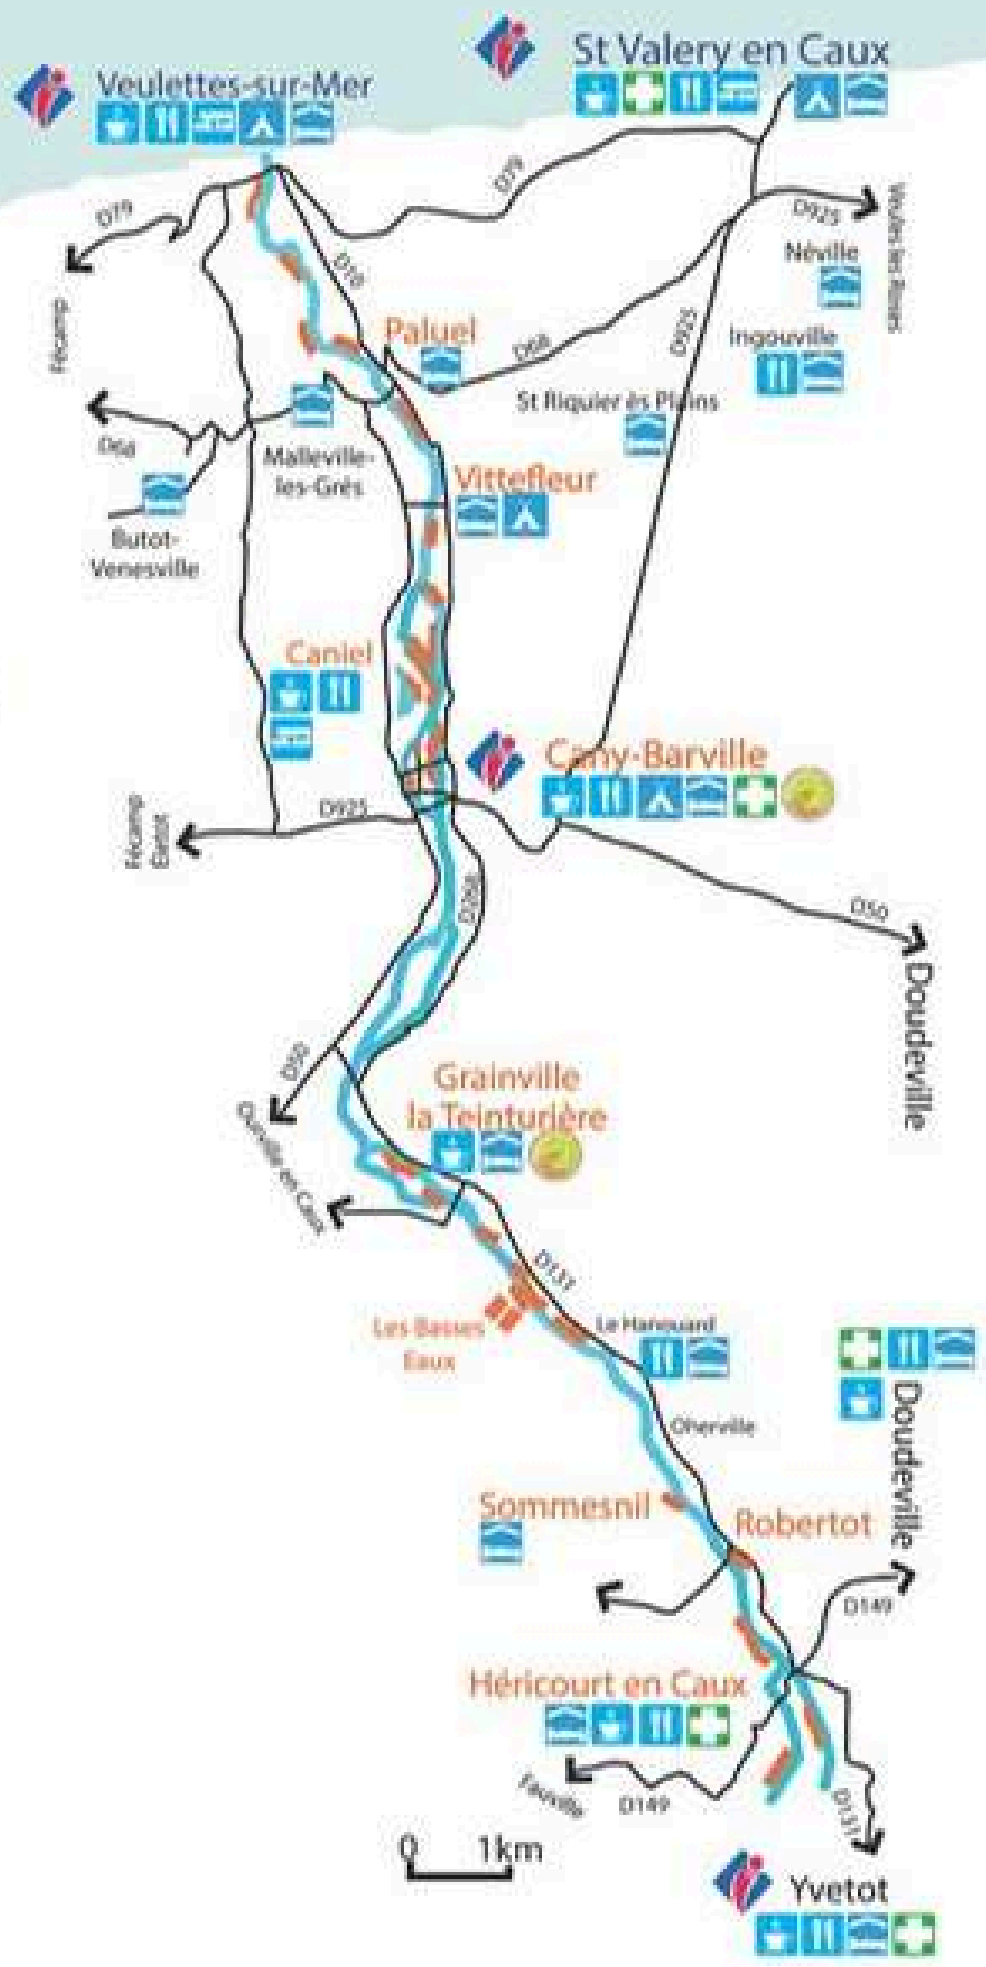 St Valery en Caux
Veulettes-sur-Mer
D79
D79
D925
Veules-les-Roses
Néville
D10
Fécamp
Paluel
D68
D925
Ingouville
St Riquier ès Plains
D68
Malleville-
les-Grès
Vittefleur
Butot-
Venesville
Caniel
Cany-Barville
D925
Fécamp
D268
D50
Doudeville
D50
Grainville
la Teinturière
Ourville en Caux
D131
Les Basses
Eaux
Le Hanouard
Doudeville
Oherville
Sommesnil
Robertot
D149
Héricourt en Caux
Fauville
D149
D131
0 1km
Yvetot